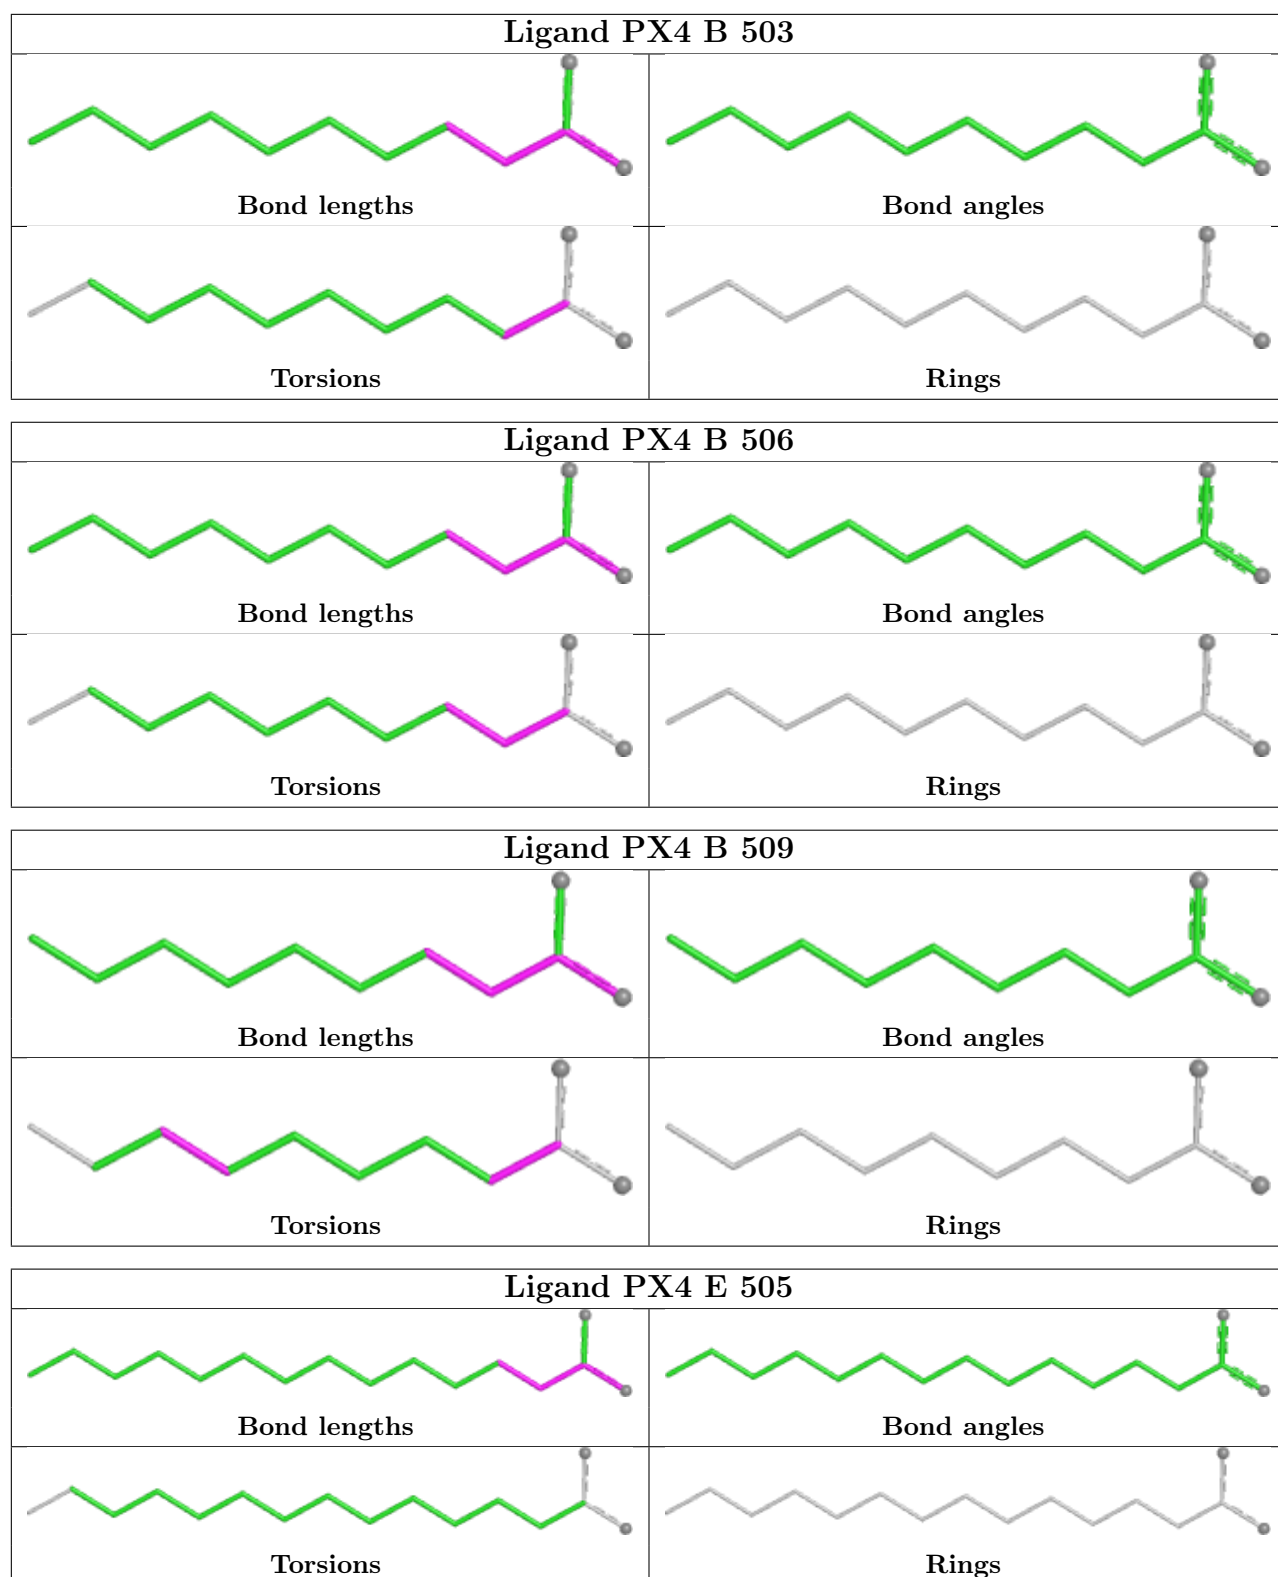 Ligand PX4 B 503
Bond lengths
Bond angles
Torsions
Rings
Ligand PX4 B 506
Bond lengths
Bond angles
Torsions
Rings
Ligand PX4 B 509
Bond lengths
Bond angles
Torsions
Rings
Ligand PX4 E 505
Bond lengths
Bond angles
Torsions
Rings